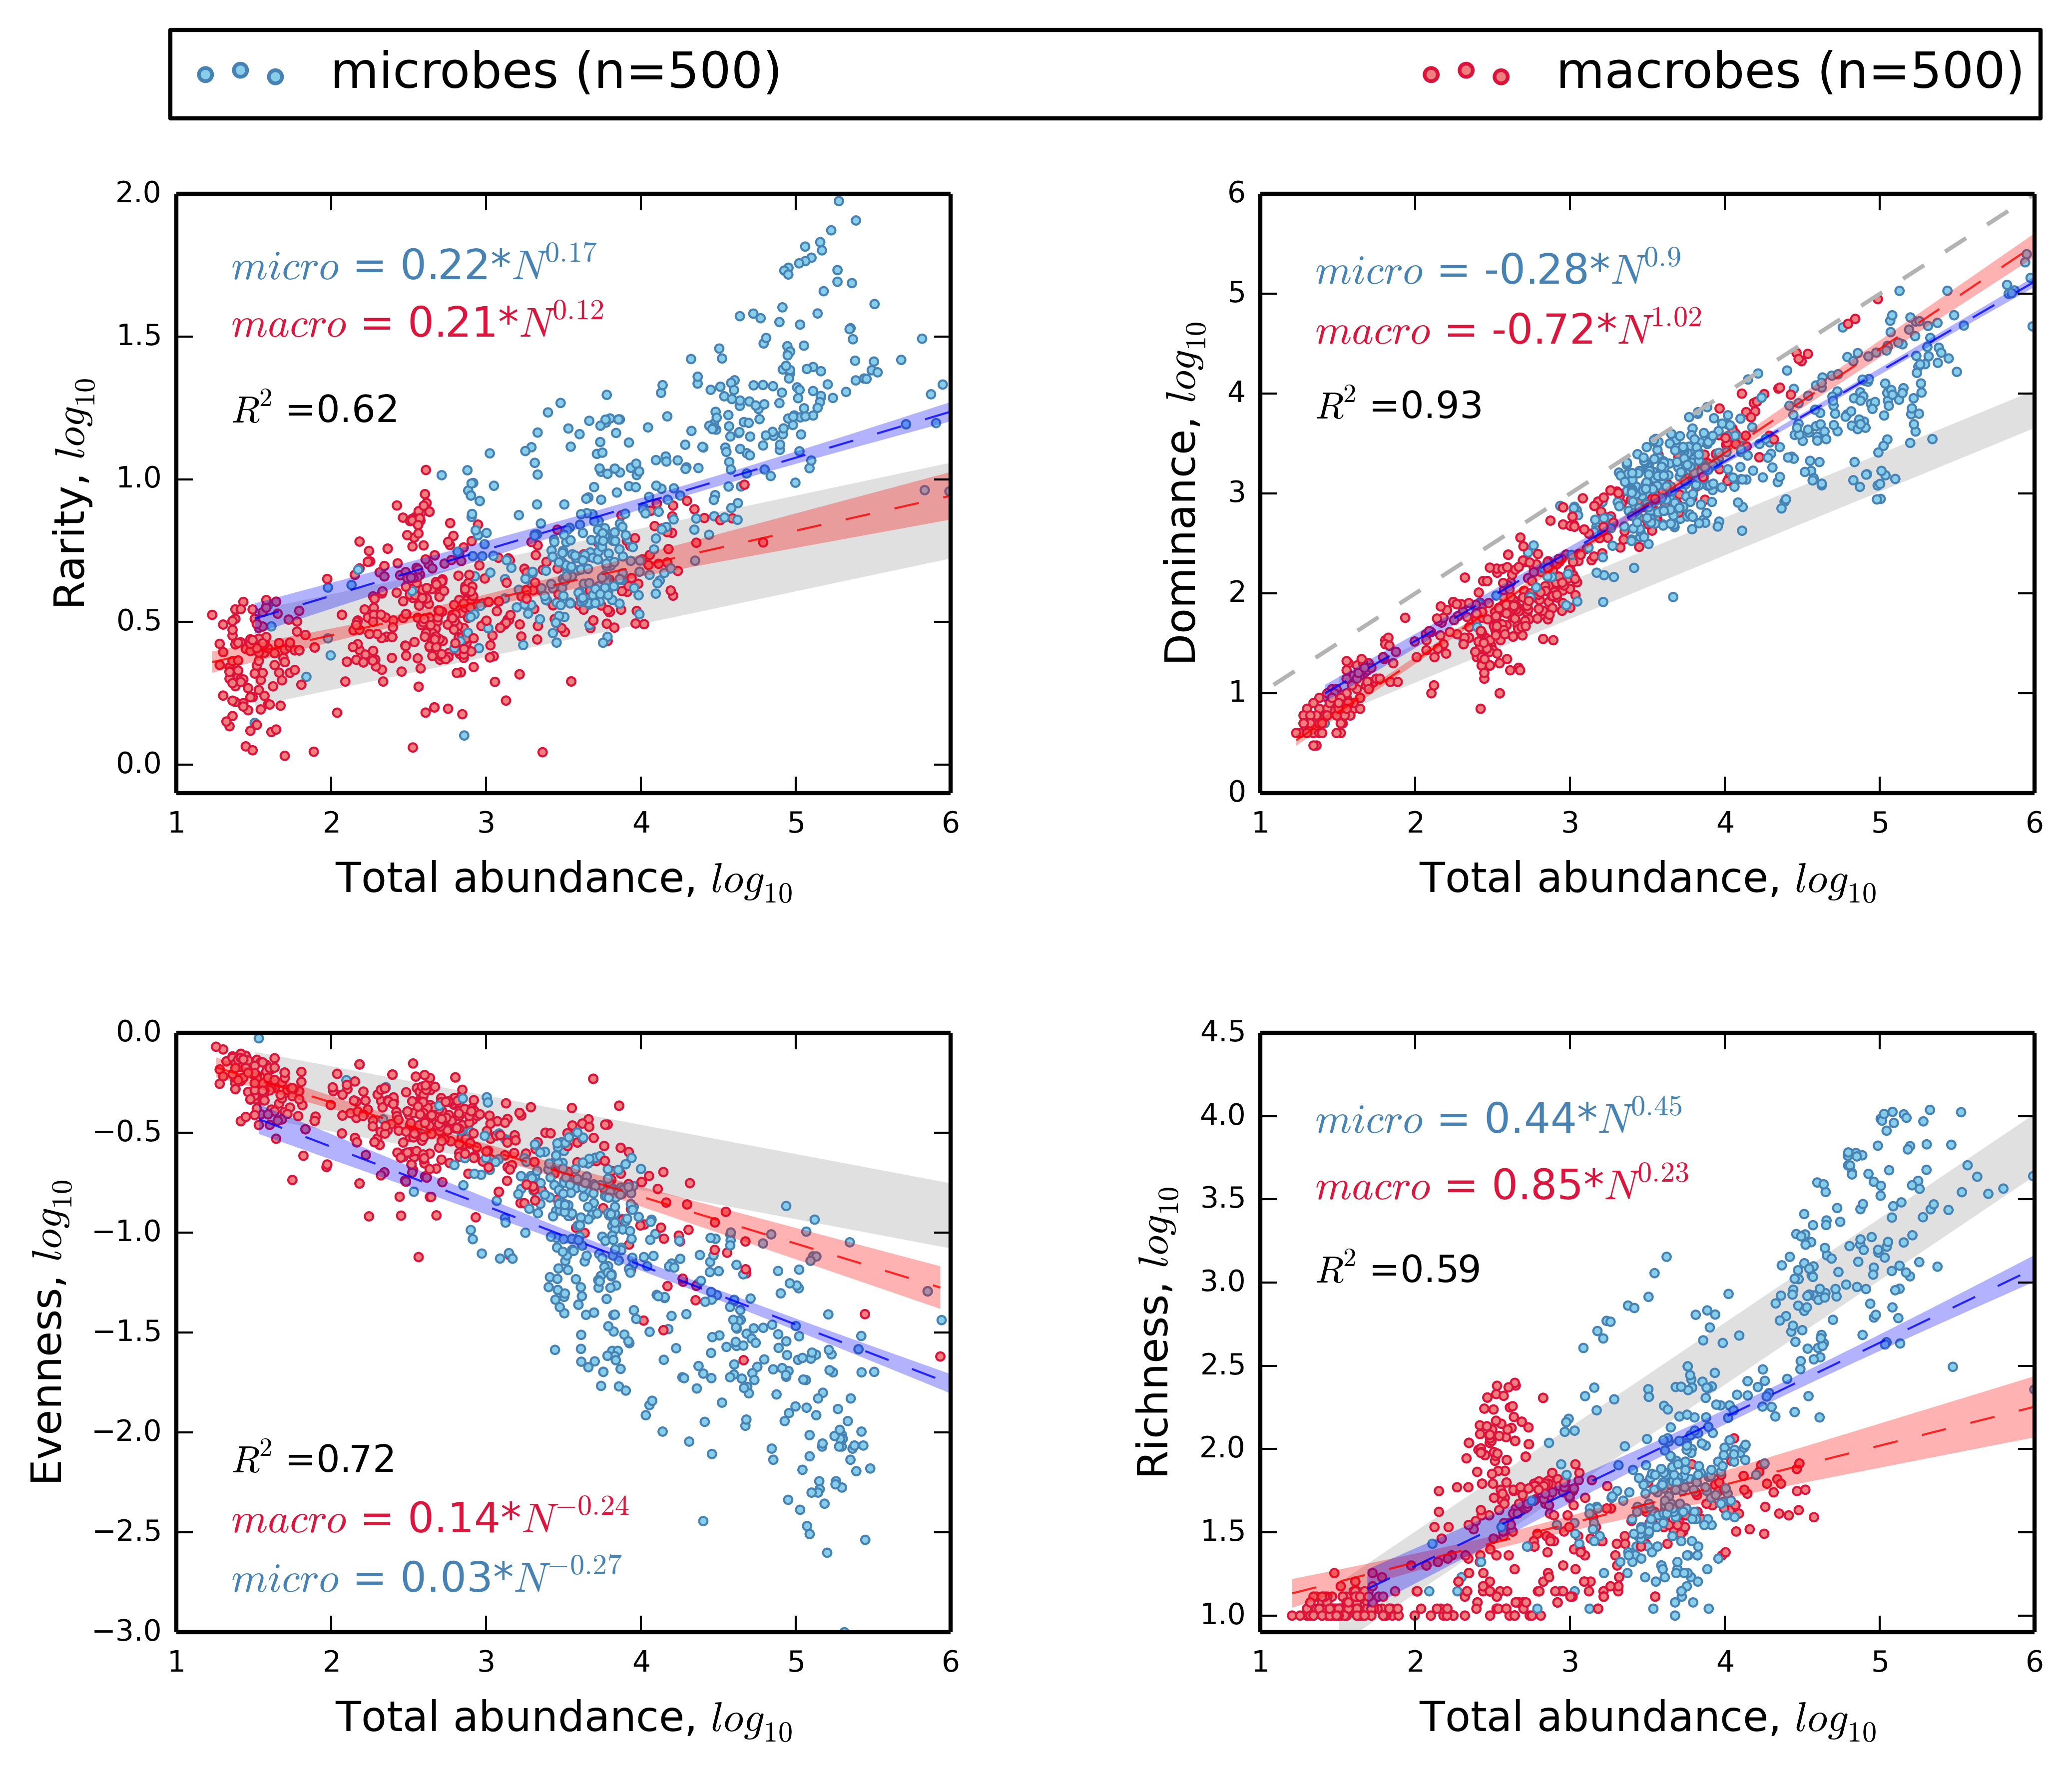 microbes (n=500) macrobes (n=500)
2.0
1.5
1.0
0.5
0.0
Rarity, log10
micro = 0.22*N^0.17
macro = 0.21*N^0.12
R^2 =0.62
1 2 3 4 5 6
Total abundance, log10
6
5
4
3
2
1
0
Dominance, log10
micro = -0.28*N^0.9
macro = -0.72*N^1.02
R^2 =0.93
1 2 3 4 5 6
Total abundance, log10
0.0
−0.5
−1.0
−1.5
−2.0
−2.5
−3.0
Evenness, log10
R^2 =0.72
macro = 0.14*N^−0.24
micro = 0.03*N^−0.27
1 2 3 4 5 6
Total abundance, log10
4.5
4.0
3.5
3.0
2.5
2.0
1.5
1.0
Richness, log10
micro = 0.44*N^0.45
macro = 0.85*N^0.23
R^2 =0.59
1 2 3 4 5 6
Total abundance, log10